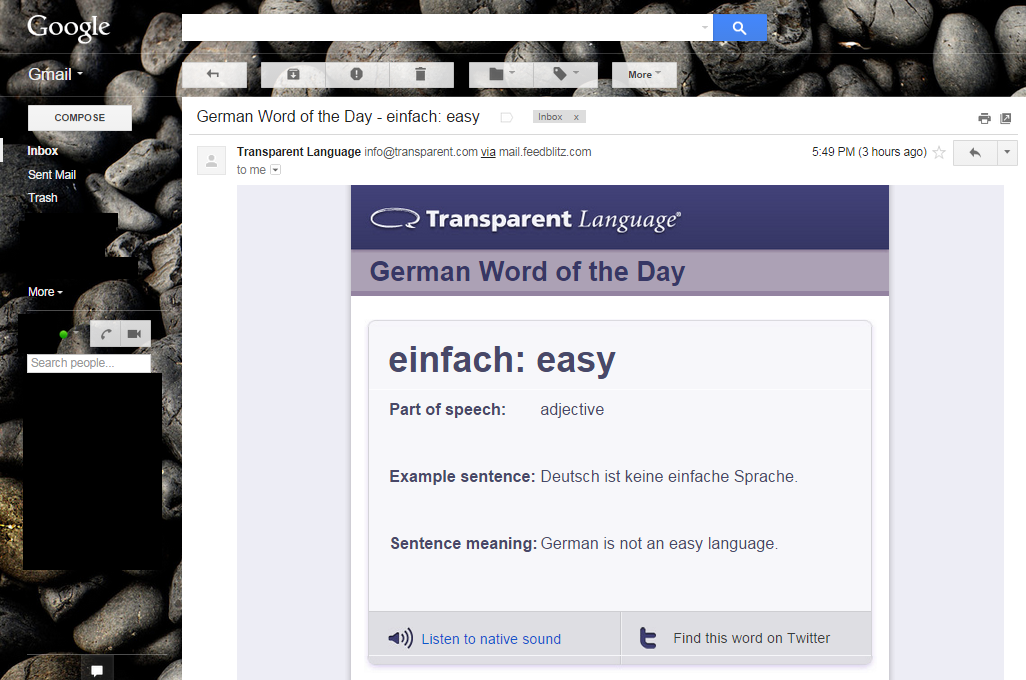 Google
Gmail
More
COMPOSE
German Word of the Day - einfach: easy
Inbox x
Inbox
Transparent Language info@transparent.com via mail.feedblitz.com
5:49 PM (3 hours ago)
to me
Sent Mail
Trash
More
Search people...
Transparent Language®
German Word of the Day
einfach: easy
Part of speech: adjective
Example sentence: Deutsch ist keine einfache Sprache.
Sentence meaning: German is not an easy language.
Listen to native sound
Find this word on Twitter